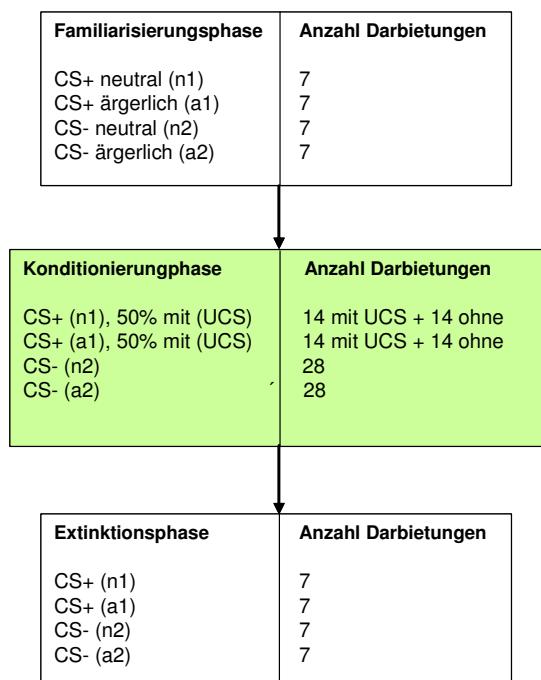 Familiarisierungsphase Anzahl Darbietungen
CS+ neutral (n1) 7
CS+ ärgerlich (a1) 7
CS- neutral (n2) 7
CS- ärgerlich (a2) 7
Konditionierungphase Anzahl Darbietungen
CS+ (n1), 50% mit (UCS) 14 mit UCS + 14 ohne
CS+ (a1), 50% mit (UCS) 14 mit UCS + 14 ohne
CS- (n2) 28
CS- (a2) ´ 28
Extinktionsphase Anzahl Darbietungen
CS+ (n1) 7
CS+ (a1) 7
CS- (n2) 7
CS- (a2) 7